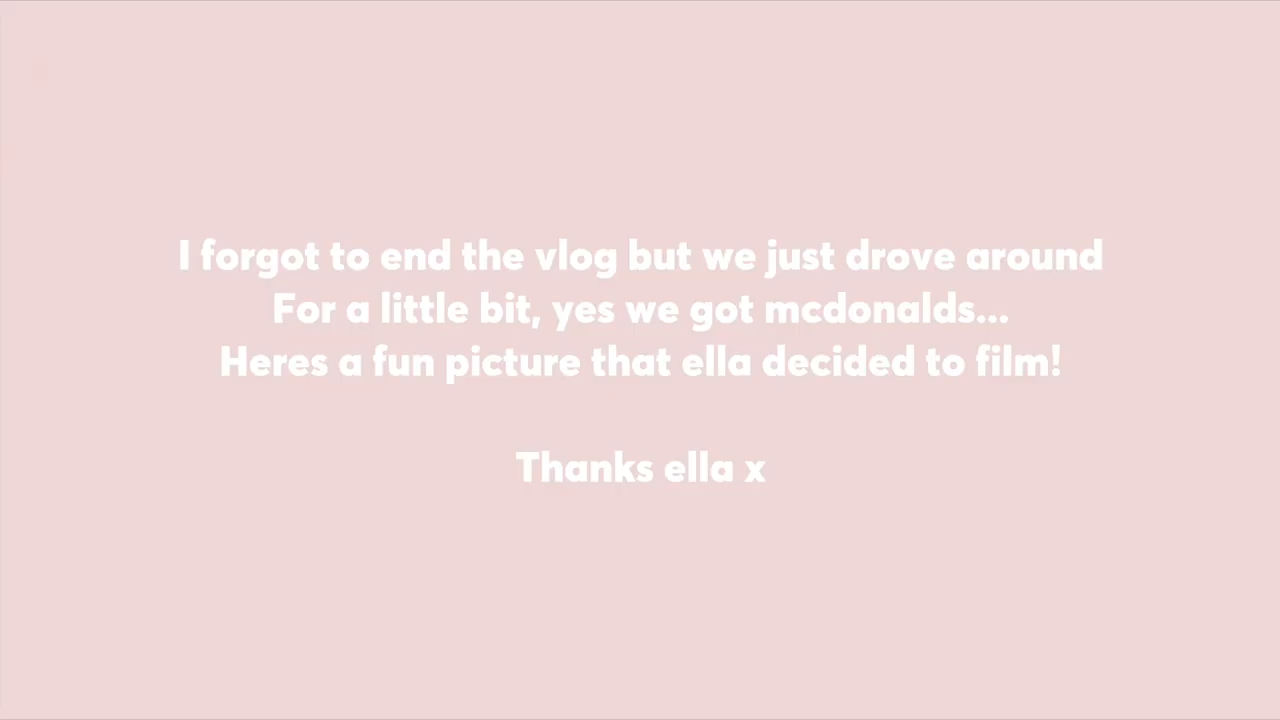 I forgot to end the vlog but we just drove around
For a little bit, yes we got mcdonalds...
Heres a fun picture that ella decided to film!
Thanks ella x